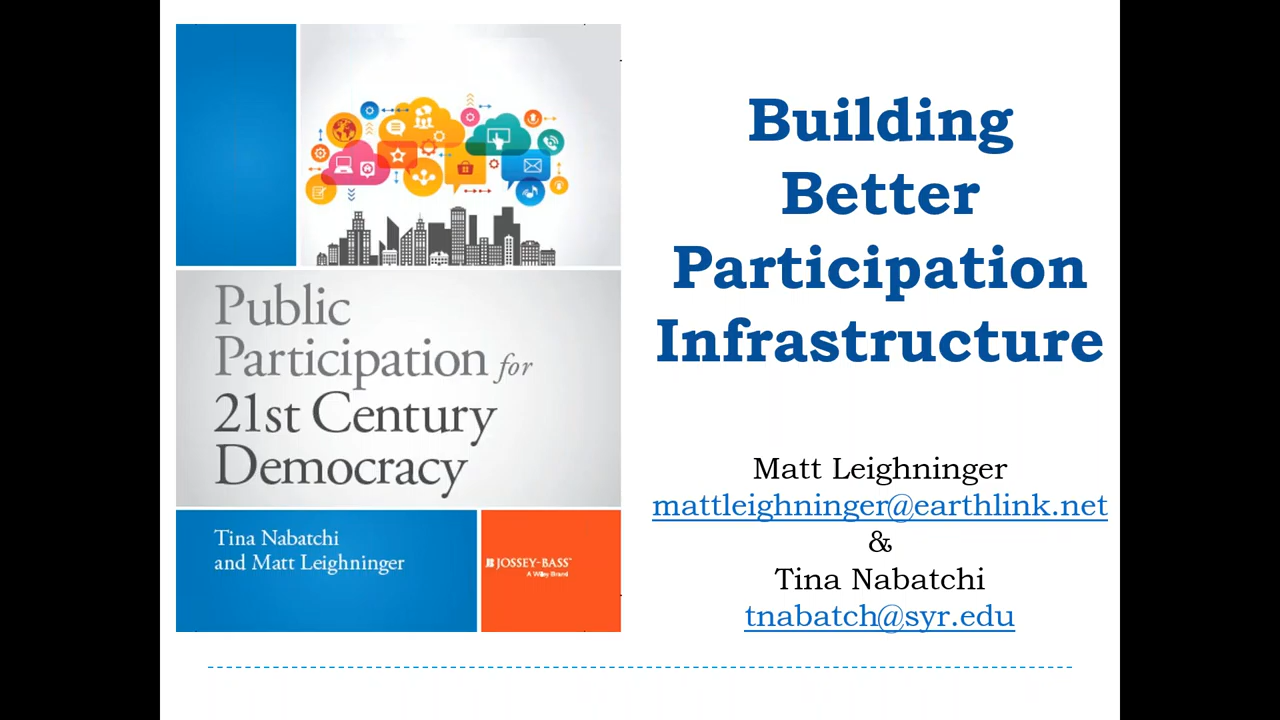 Public
Participation for
21st Century
Democracy
Tina Nabatchi
and Matt Leighninger
JOSSEY-BASS™
A Wiley Brand
Building
Better
Participation
Infrastructure
Matt Leighninger
mattleighninger@earthlink.net
&
Tina Nabatchi
tnabatch@syr.edu